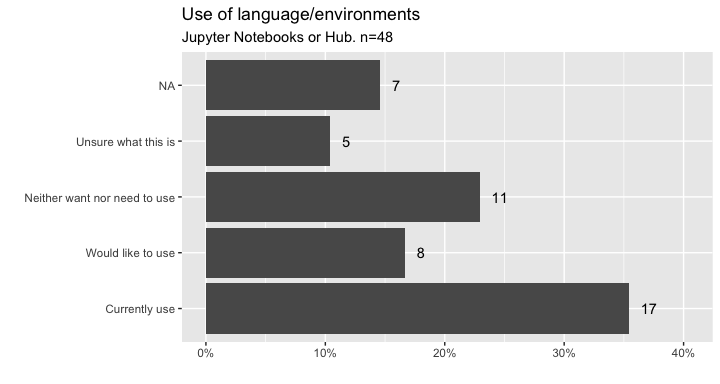 Use of language/environments
Jupyter Notebooks or Hub. n=48
NA 7
Unsure what this is 5
Neither want nor need to use 11
Would like to use 8
Currently use 17
0% 10% 20% 30% 40%